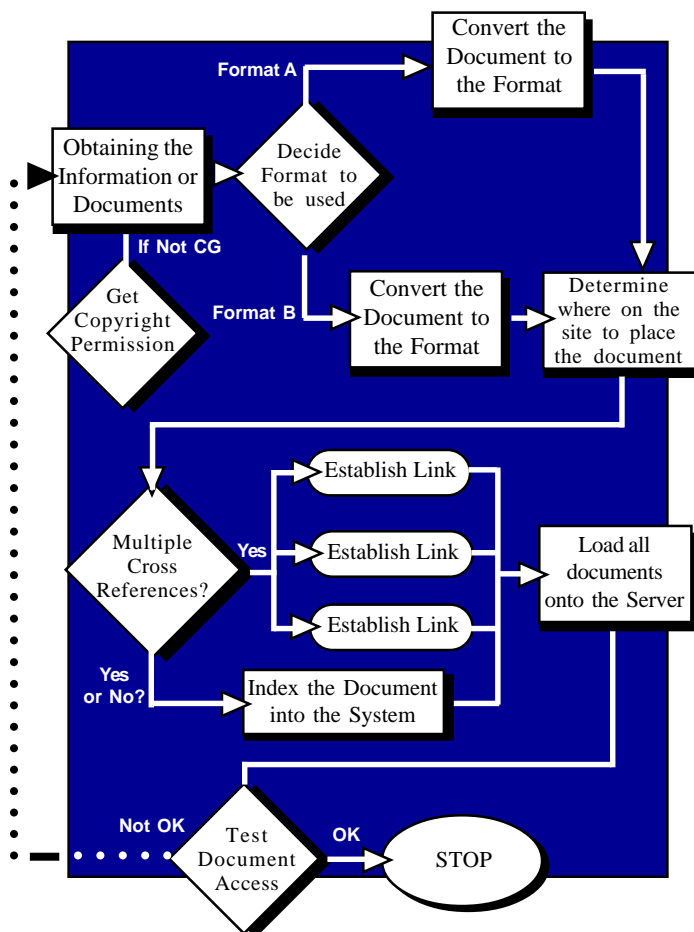 Convert the
Document to
the Format
Format A
Obtaining the
Information or
Documents
Decide
Format to
be used
If Not CG
Get
Copyright
Permission
Format B
Convert the
Document to
the Format
Determine
where on the
site to place
the document
Multiple
Cross
References?
Yes
Establish Link
Establish Link
Establish Link
Load all
documents
onto the Server
Yes
or No?
Index the Document
into the System
Not OK
Test
Document
Access
OK
STOP